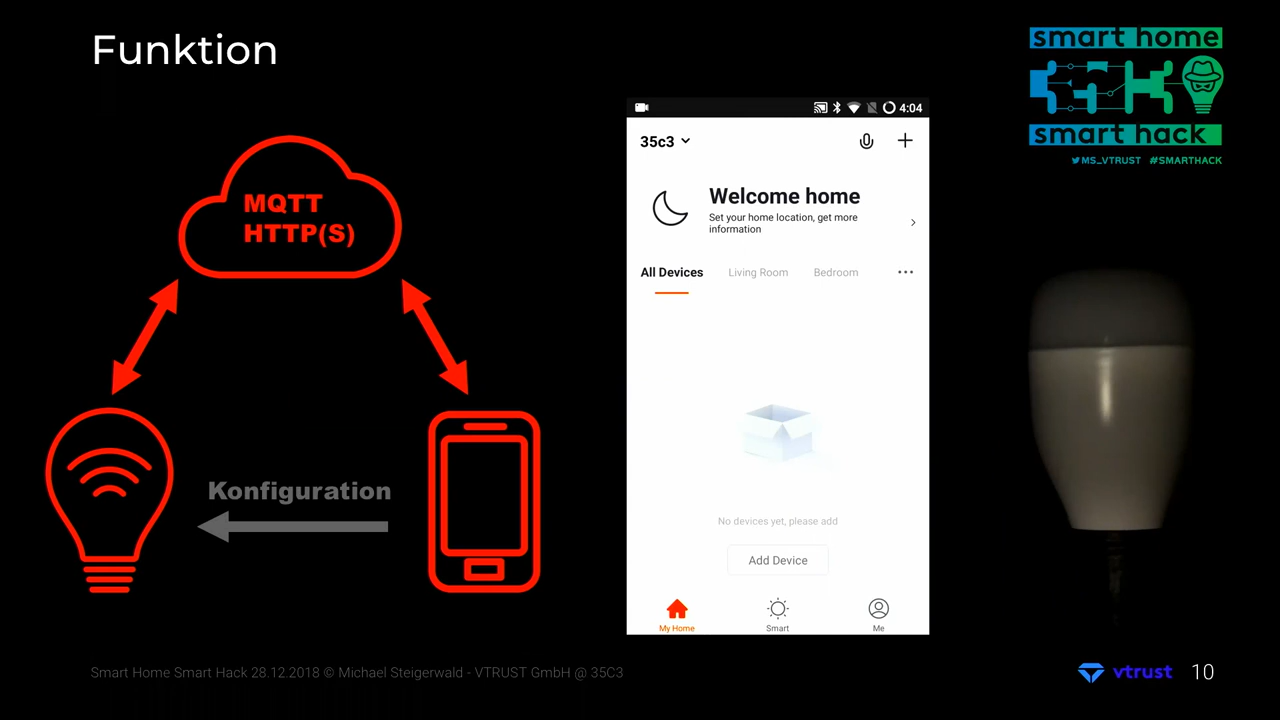 Funktion
smart home
smart hack
MS_VTRUST #SMARTHACK
MQTT
HTTP(S)
Konfiguration
4:04
35c3
Welcome home
Set your home location, get more
information
All Devices
Living Room
Bedroom
No devices yet, please add
Add Device
My Home
Smart
Me
Smart Home Smart Hack 28.12.2018 © Michael Steigerwald - VTRUST GmbH @ 35C3
vtrust
10